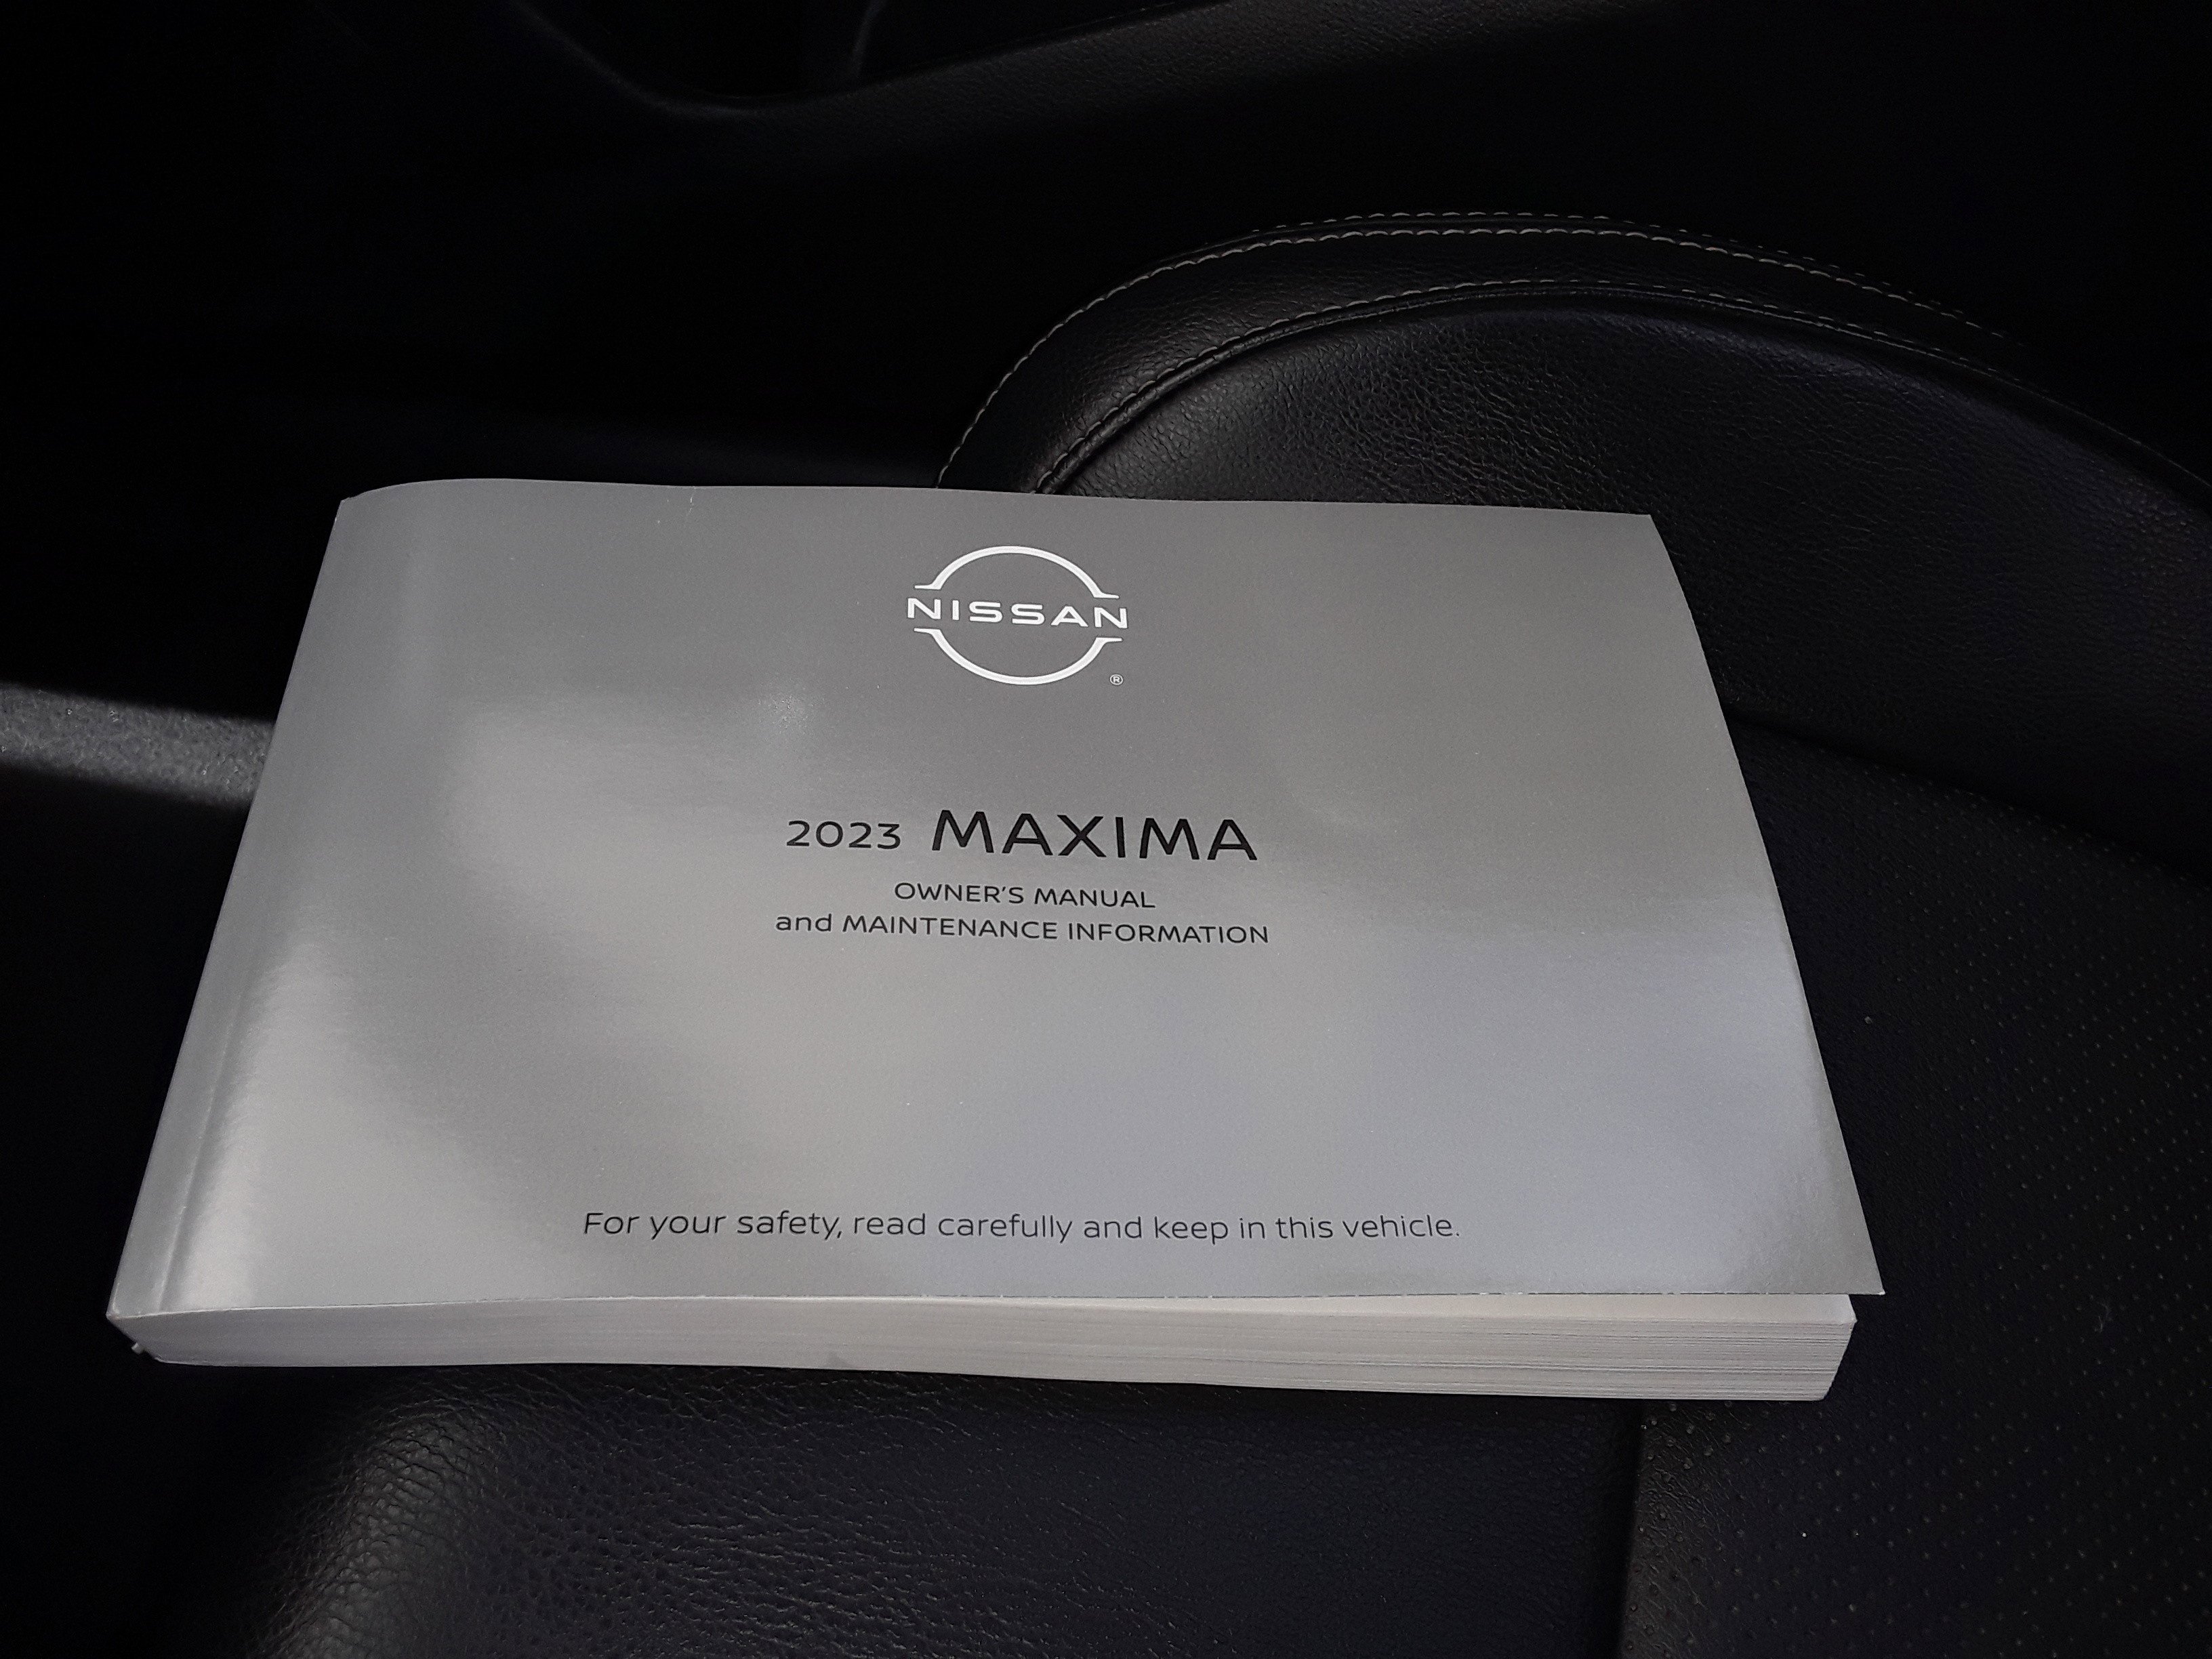 NISSAN
®
2023 MAXIMA
OWNER'S MANUAL
and MAINTENANCE INFORMATION
For your safety, read carefully and keep in this vehicle.